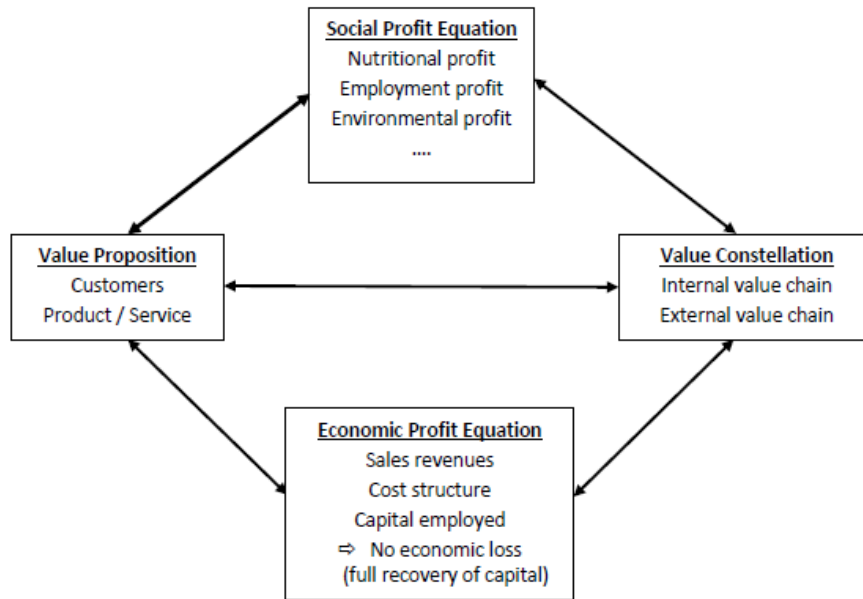 Social Profit Equation
Nutritional profit
Employment profit
Environmental profit
....
Value Proposition
Customers
Product / Service
Value Constellation
Internal value chain
External value chain
Economic Profit Equation
Sales revenues
Cost structure
Capital employed
⇨ No economic loss
(full recovery of capital)